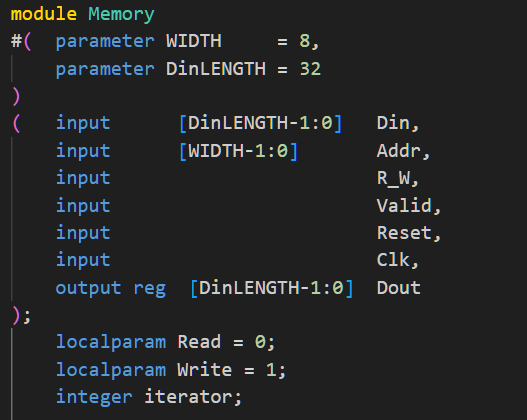 module Memory
#(  parameter WIDTH     = 8,
    parameter DinLENGTH = 32
)
(   input      [DinLENGTH-1:0]   Din,
    input      [WIDTH-1:0]       Addr,
    input                        R_W,
    input                        Valid,
    input                        Reset,
    input                        Clk,
    output reg  [DinLENGTH-1:0]  Dout
);
    localparam Read = 0;
    localparam Write = 1;
    integer iterator;